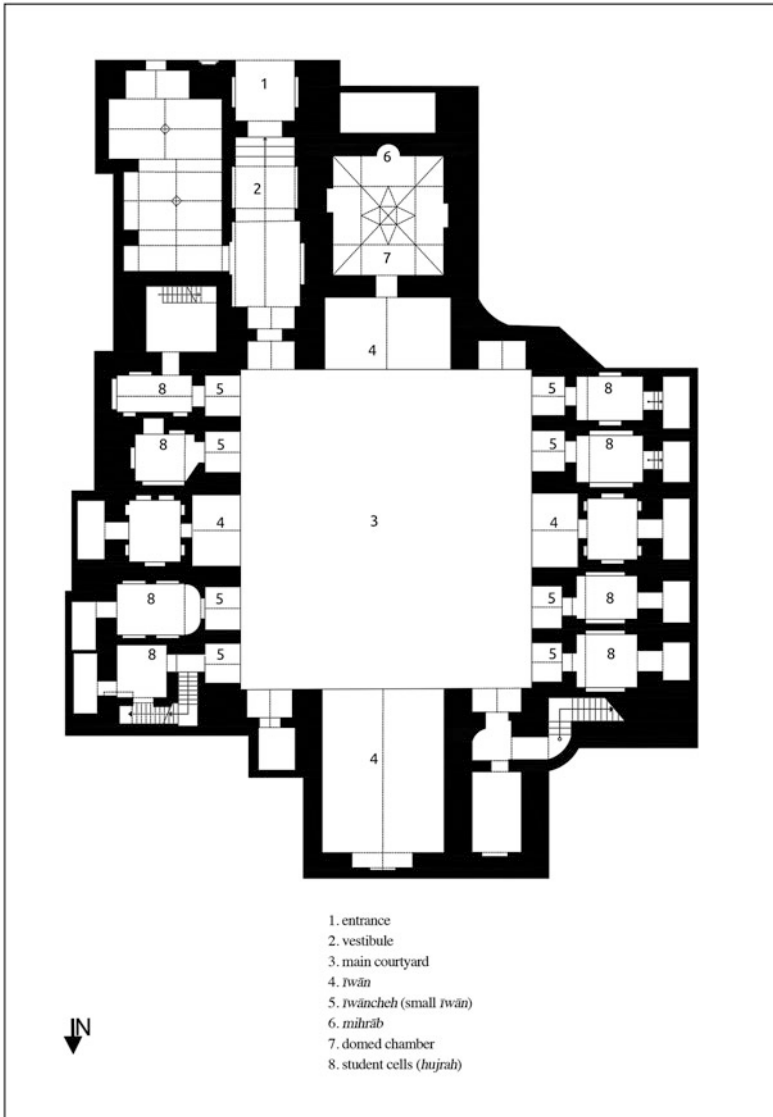 1
6
2
7
4
8 5 5 8
8 5 5 8
4 3 4
8 5 5 8
8 5 5 8
4
1. entrance
2. vestibule
3. main courtyard
4. īwān
5. īwāncheh (small īwān)
6. mihrāb
7. domed chamber
8. student cells (hujrah)
N